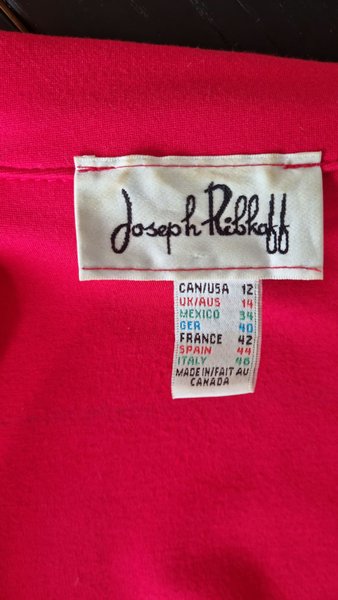 Joseph Ribkoff
CAN/USA 12
UK/AUS 14
MEXICO 34
GER 40
FRANCE 42
SPAIN 44
ITALY 46
MADE IN/FAIT AU
CANADA